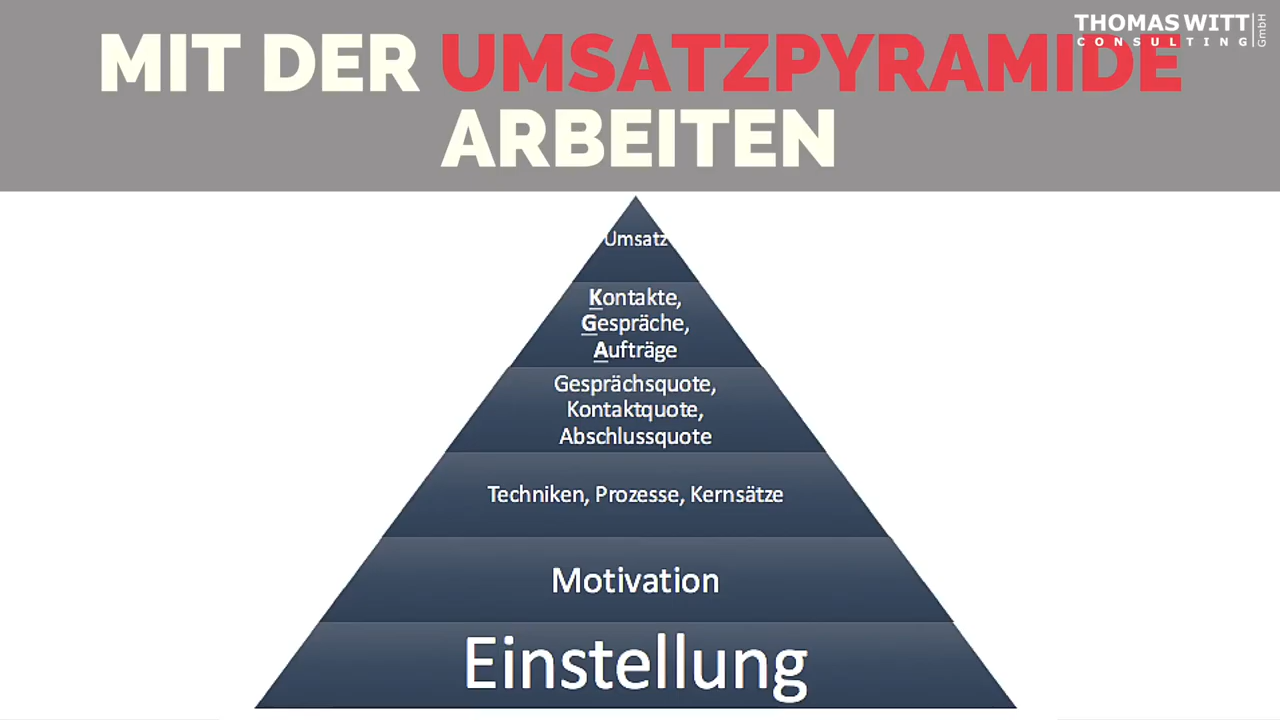 THOMAS WITT
CONSULTING
GmbH
MIT DER UMSATZPYRAMIDE
ARBEITEN
Umsatz
Kontakte,
Gespräche,
Aufträge
Gesprächsquote,
Kontaktquote,
Abschlussquote
Techniken, Prozesse, Kernsätze
Motivation
Einstellung